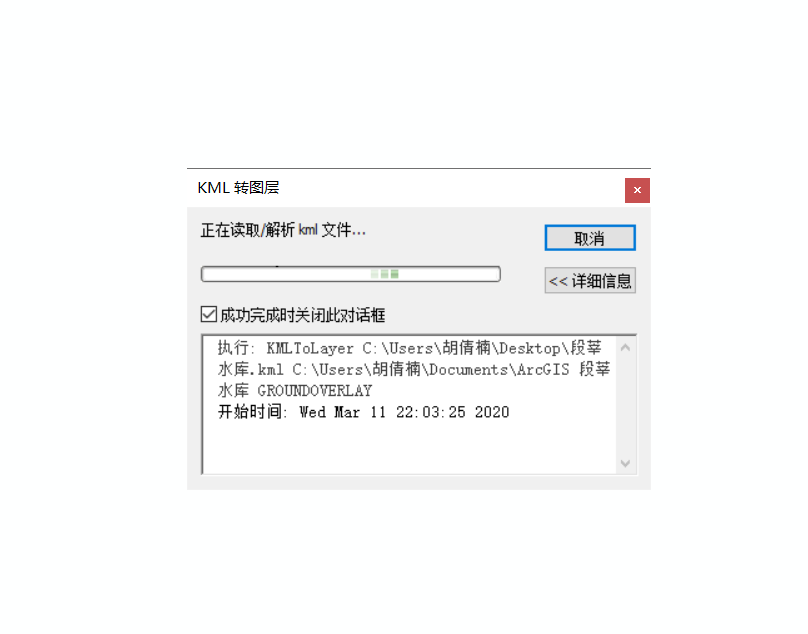 KML 转图层
×
正在读取/解析 kml 文件...
取消
<< 详细信息
成功完成时关闭此对话框
执行: KMLToLayer C:\Users\胡倩楠\Desktop\段莘
水库.kml C:\Users\胡倩楠\Documents\ArcGIS 段莘
水库 GROUNDOVERLAY
开始时间: Wed Mar 11 22:03:25 2020